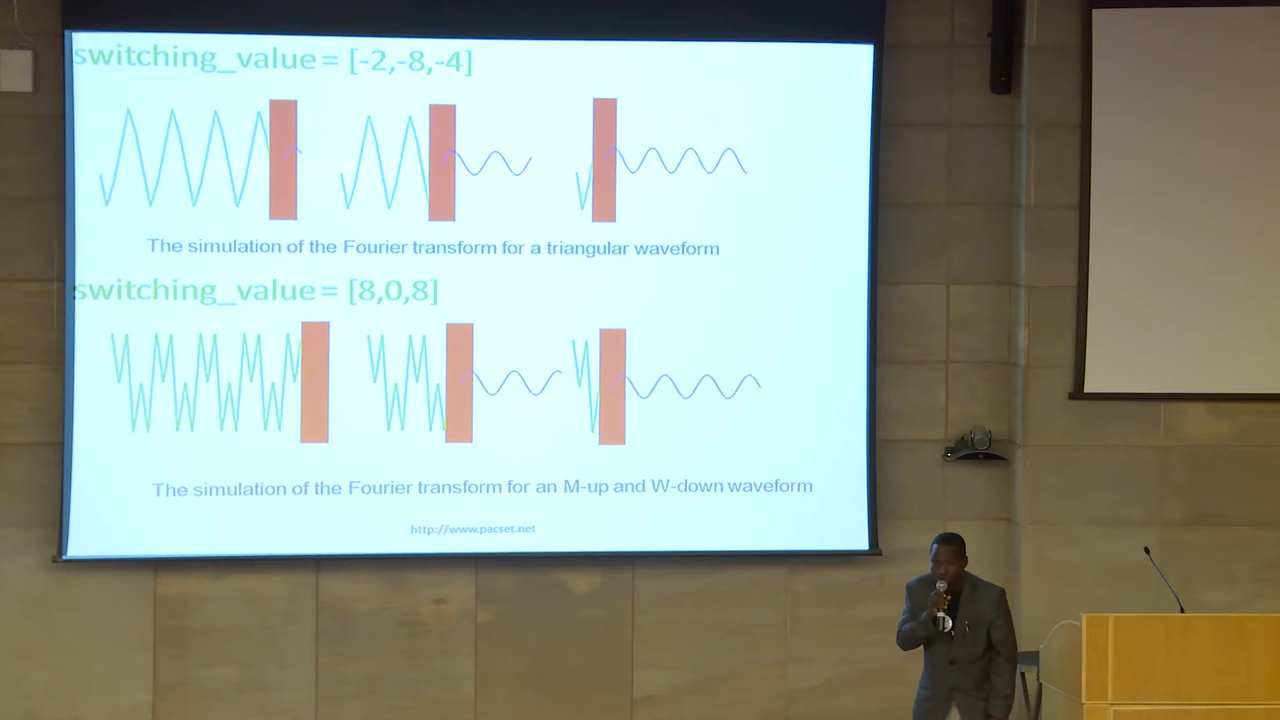 switching_value = [-2,-8,-4]
The simulation of the Fourier transform for a triangular waveform
switching_value = [8,0,8]
The simulation of the Fourier transform for an M-up and W-down waveform
http://www.pacset.net